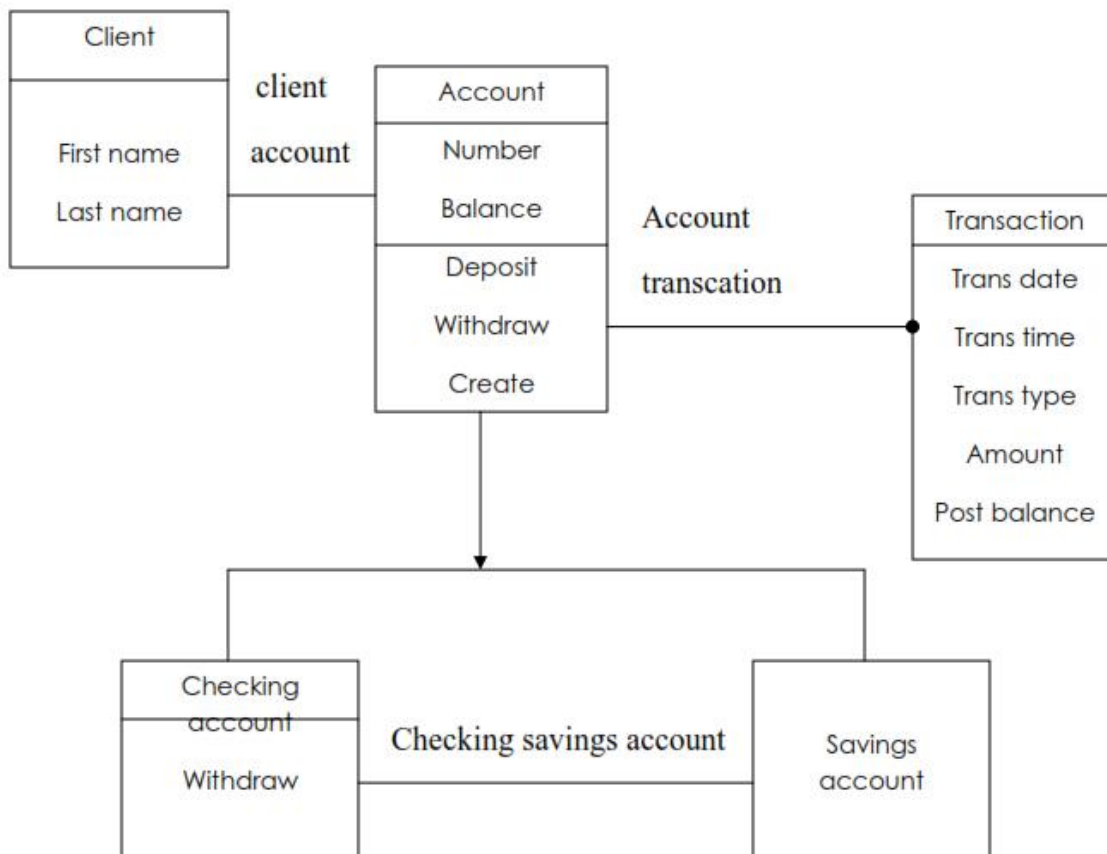 Client
First name
Last name
client
account
Account
Number
Balance
Deposit
Withdraw
Create
Account
transcation
Transaction
Trans date
Trans time
Trans type
Amount
Post balance
Checking
account
Withdraw
Checking savings account
Savings
account